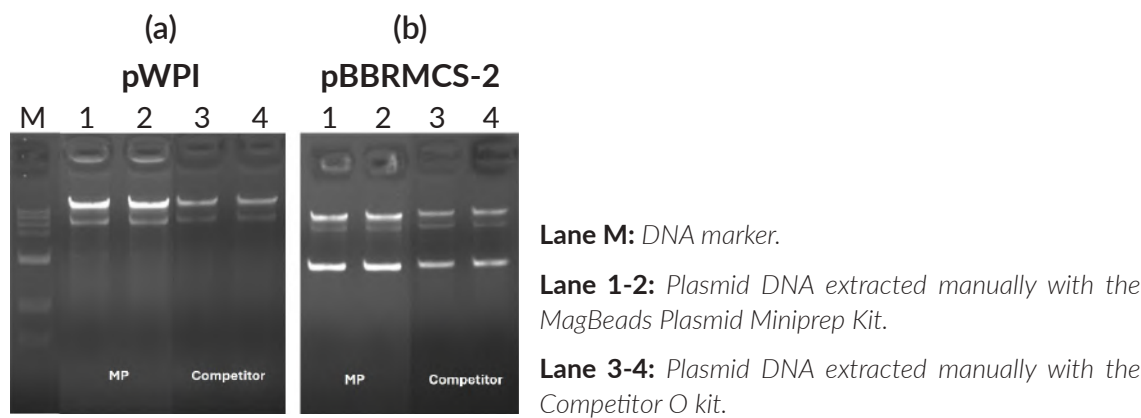 (a)
(b)
pWPI
pBBRMCS-2
M 1 2 3 4
1 2 3 4
MP
Competitor
MP
Competitor
Lane M: DNA marker.
Lane 1-2: Plasmid DNA extracted manually with the
MagBeads Plasmid Miniprep Kit.
Lane 3-4: Plasmid DNA extracted manually with the
Competitor O kit.